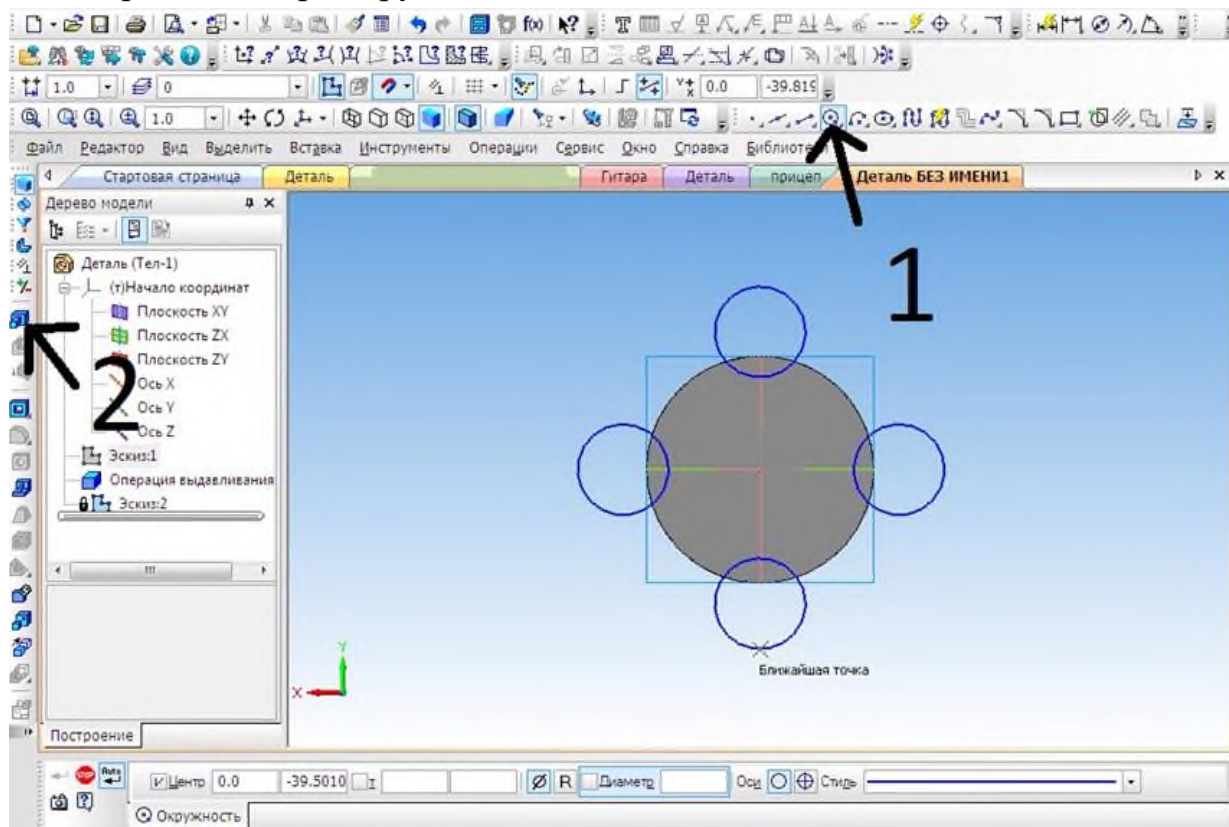 1.0
0
0.0 -39.819
1.0
Файл Редактор Вид Выделить Вставка Инструменты Операции Сервис Окно Справка
Стартовая страница Деталь Гитара Деталь прицеп Деталь БЕЗ ИМЕНИ1
Дерево модели
Деталь (Тел-1)
(т)Начало координат
Плоскость XY
Плоскость ZX
Плоскость ZY
Ось X
Ось Y
Ось Z
Эскиз:1
Операция выдавливания
Эскиз:2
1
2
Y
X
Ближайшая точка
Построение
Auto
Центр 0.0 -39.5010 т Ø R Диаметр Оси Стиль
Окружность